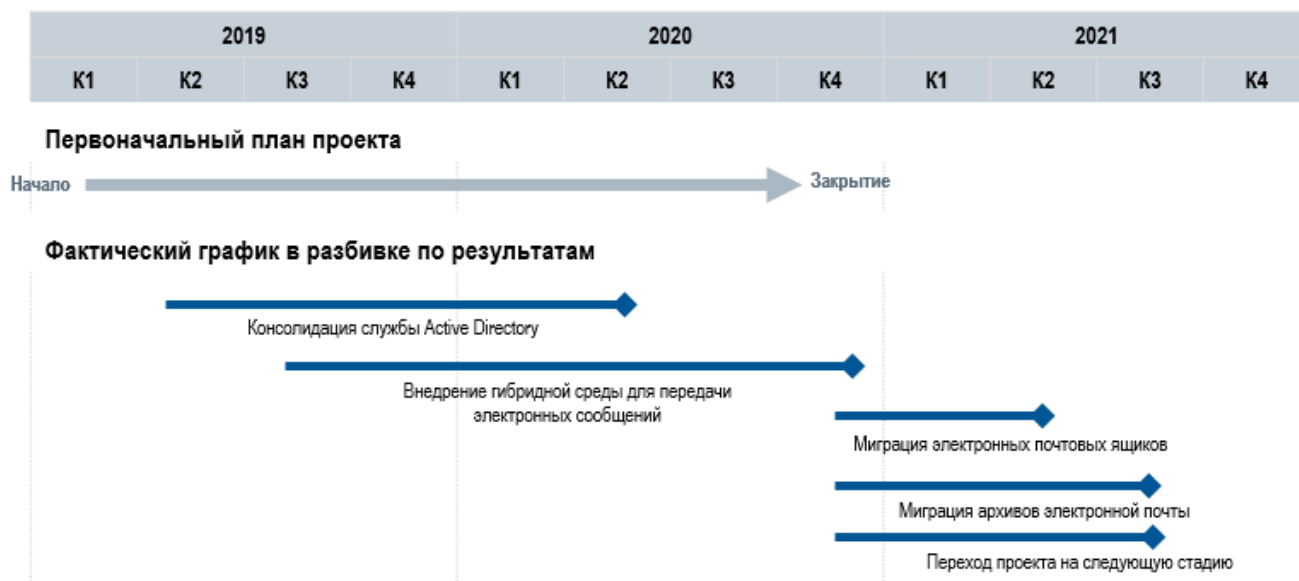 2019 2020 2021
К1 К2 К3 К4 К1 К2 К3 К4 К1 К2 К3 К4
Первоначальный план проекта
Начало Закрытие
Фактический график в разбивке по результатам
Консолидация службы Active Directory
Внедрение гибридной среды для передачи
электронных сообщений
Миграция электронных почтовых ящиков
Миграция архивов электронной почты
Переход проекта на следующую стадию